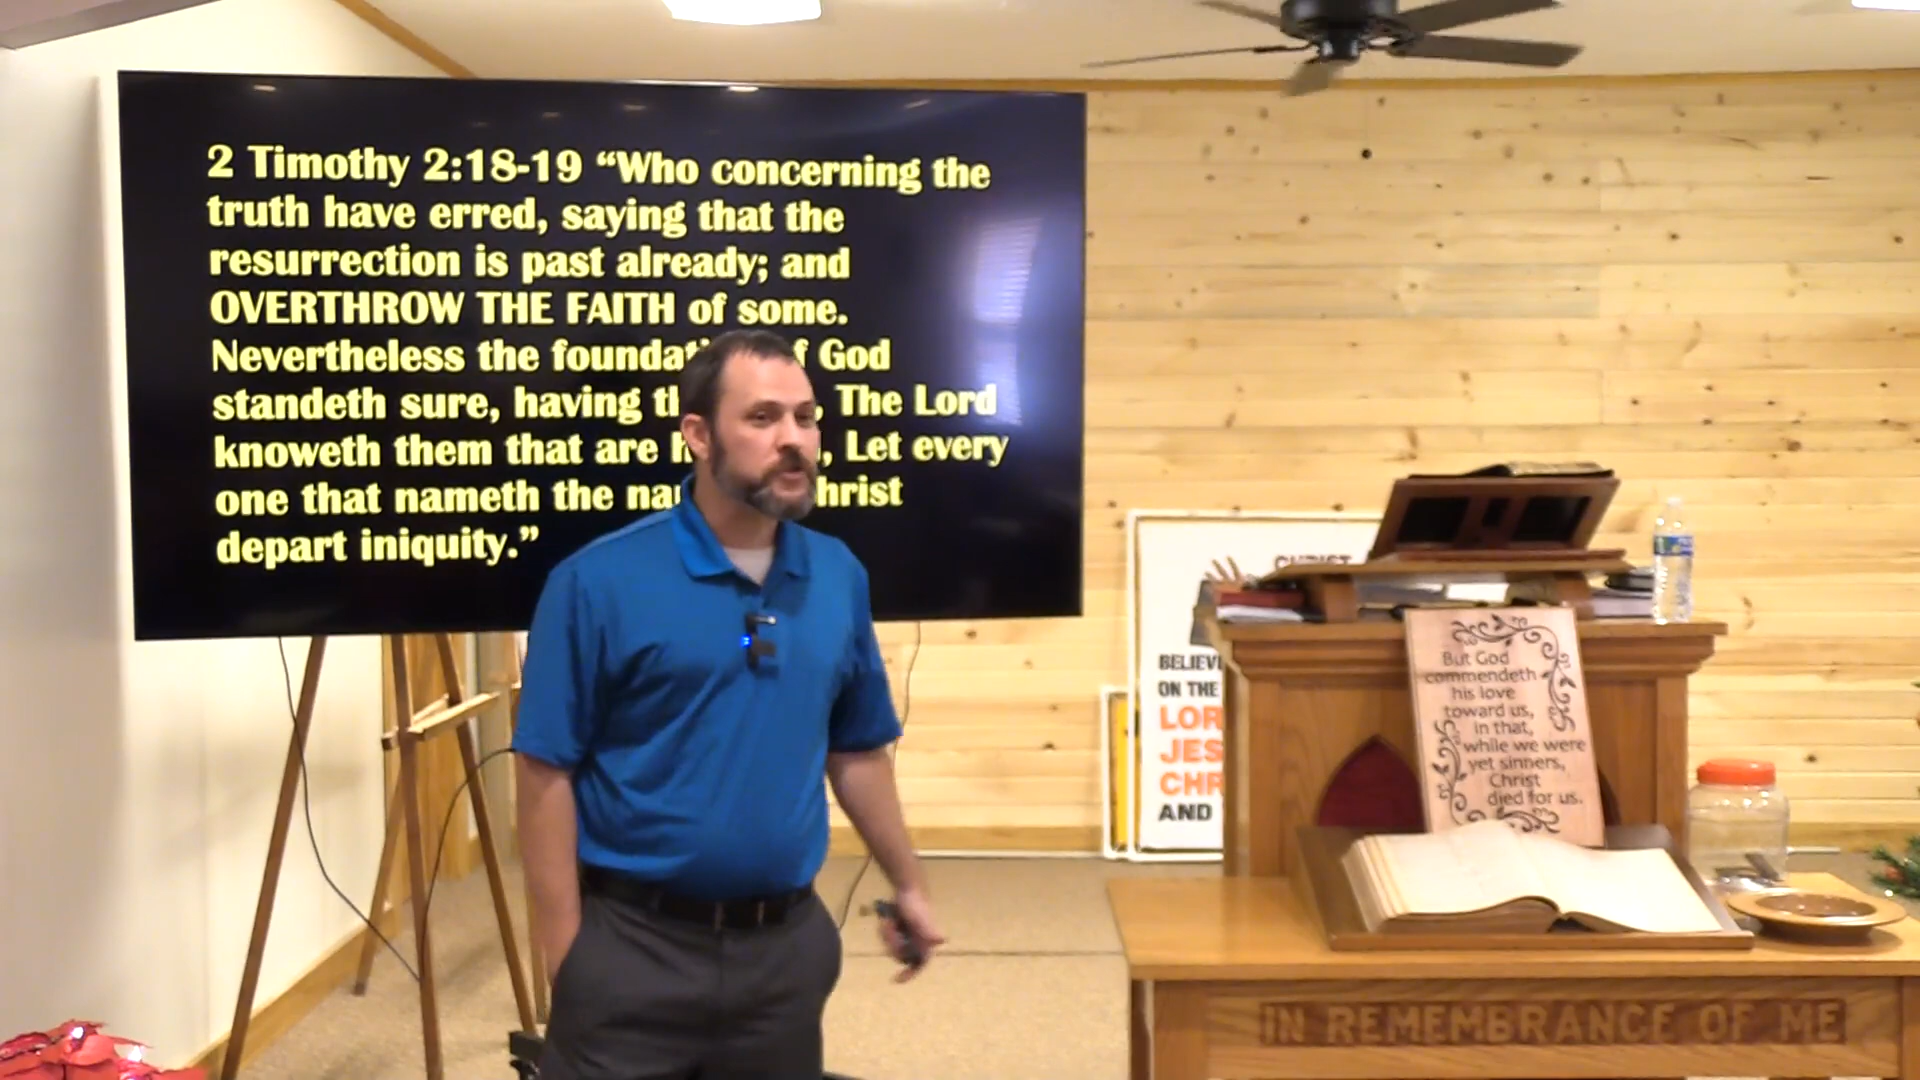 2 Timothy 2:18-19 “Who concerning the
truth have erred, saying that the
resurrection is past already; and
OVERTHROW THE FAITH of some.
Nevertheless the God
standeth sure, having The Lord
knoweth them that are Let every
one that nameth the
depart iniquity.”
CHRIST
ON THE
AND
But God
commendeth
his love
toward us,
in that,
while we were
yet sinners,
Christ
died for us.
IN REMEMBRANCE OF ME